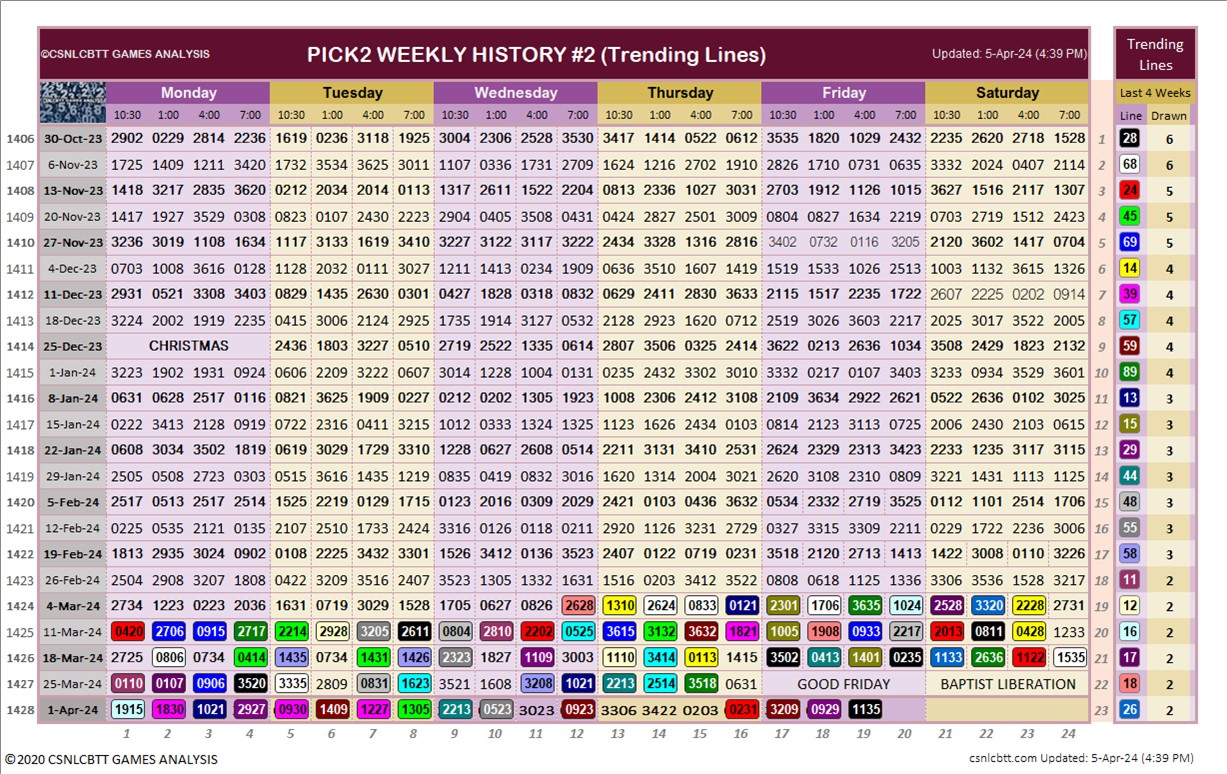 Trending
©CSNLCBTT GAMES ANALYSIS PICK2 WEEKLY HISTORY #2 (Trending Lines) Updated: 5-Apr-24 (4:39 PM) Lines
Monday Tuesday Wednesday Thursday Friday Saturday Last 4 Weeks
10:30 1:00 4:00 7:00 10:30 1:00 4:00 7:00 10:30 1:00 4:00 7:00 10:30 1:00 4:00 7:00 10:30 1:00 4:00 7:00 10:30 1:00 4:00 7:00 Line Drawn
1406 30-Oct-23 2902 0229 2814 2236 1619 0236 3118 1925 3004 2306 2528 3530 3417 1414 0522 0612 3535 1820 1029 2432 2235 2620 2718 1528 1 28 6
1407 6-Nov-23 1725 1409 1211 3420 1732 3534 3625 3011 1107 0336 1731 2709 1624 1216 2702 1910 2826 1710 0731 0635 3332 2024 0407 2114 2 68 6
1408 13-Nov-23 1418 3217 2835 3620 0212 2034 2014 0113 1317 2611 1522 2204 0813 2336 1027 3031 2703 1912 1126 1015 3627 1516 2117 1307 3 24 5
1409 20-Nov-23 1417 1927 3529 0308 0823 0107 2430 2223 2904 0405 3508 0431 0424 2827 2501 3009 0804 0827 1634 2219 0703 2719 1512 2423 4 45 5
1410 27-Nov-23 3236 3019 1108 1634 1117 3133 1619 3410 3227 3122 3117 3222 2434 3328 1316 2816 3402 0732 0116 3205 2120 3602 1417 0704 5 69 5
1411 4-Dec-23 0703 1008 3616 0128 1128 2032 0111 3027 1211 1413 0234 1909 0636 3510 1607 1419 1519 1533 1026 2513 1003 1132 3615 1326 6 14 4
1412 11-Dec-23 2931 0521 3308 3403 0829 1435 2630 0301 0427 1828 0318 0832 0629 2411 2830 3633 2115 1517 2235 1722 2607 2225 0202 0914 7 39 4
1413 18-Dec-23 3224 2002 1919 2235 0415 3006 2124 2925 1735 1914 3127 0532 2128 2923 1620 0712 2519 3026 3603 2217 2025 3017 3522 2005 8 57 4
1414 25-Dec-23 CHRISTMAS 2436 1803 3227 0510 2719 2522 1335 0614 2807 3506 0325 2414 3622 0213 2636 1034 3508 2429 1823 2132 9 59 4
1415 1-Jan-24 3223 1902 1931 0924 0606 2209 3222 0607 3014 1228 1004 0131 0235 2432 3302 3010 3332 0217 0107 3403 3233 0934 3529 3601 10 89 4
1416 8-Jan-24 0631 0628 2517 0116 0821 3625 1909 0227 0212 0202 1305 1923 1008 2306 2412 3108 2109 3634 2922 2621 0522 2636 0102 3025 11 13 3
1417 15-Jan-24 0222 3413 2128 0919 0722 2316 0411 3215 1012 0333 1324 1325 1123 1626 2434 0103 0814 2123 3113 0725 2006 2430 2103 0615 12 15 3
1418 22-Jan-24 0608 3034 3502 1819 0619 3029 1729 3310 1228 0627 2608 0514 2211 3131 3410 2531 2624 2329 2313 3423 2233 1235 3117 3115 13 29 3
1419 29-Jan-24 2505 0508 2723 0303 0515 3616 1435 1213 0835 0419 0832 3016 1620 1314 2004 3021 2620 3108 2310 0809 3221 1431 1113 1125 14 44 3
1420 5-Feb-24 2517 0513 2517 2514 1525 2219 0129 1715 0123 2016 0309 2029 2421 0103 0436 3632 0534 2332 2719 3525 0112 1101 2514 1706 15 48 3
1421 12-Feb-24 0225 0535 2121 0135 2107 2510 1733 2424 3316 0126 0118 0211 2920 1126 3231 2729 0327 3315 3309 2211 0229 1722 2236 3006 16 55 3
1422 19-Feb-24 1813 2935 3024 0902 0108 2225 3432 3301 1526 3412 0136 3523 2407 0122 0719 0231 3518 2120 2713 1413 1422 3008 0110 3226 17 58 3
1423 26-Feb-24 2504 2908 3207 1808 0422 3209 3516 2407 3523 1305 1332 1631 1516 0203 3412 3522 0808 0618 1125 1336 3306 3536 1528 3217 18 11 2
1424 4-Mar-24 2734 1223 0223 2036 1631 0719 3029 1528 1705 0627 0826 2628 1310 2624 0833 0121 2301 1706 3635 1024 2528 3320 2228 2731 19 12 2
1425 11-Mar-24 0420 2706 0915 2717 2214 2928 3205 2611 0804 2810 2202 0525 3615 3132 3632 1821 1005 1908 0933 2217 2013 0811 0428 1233 20 16 2
1426 18-Mar-24 2725 0806 0734 0414 1435 0734 1431 1426 2323 1827 1109 3003 1110 3414 0113 1415 3502 0413 1401 0235 1133 2636 1122 1535 21 17 2
1427 25-Mar-24 0110 0107 0906 3520 3335 2809 0831 1623 3521 1608 3208 1021 2213 2514 3518 0631 GOOD FRIDAY BAPTIST LIBERATION 22 18 2
1428 1-Apr-24 1915 1830 1021 2927 0930 1409 1227 1305 2213 0523 3023 0923 3306 3422 0203 0231 3209 0929 1135 23 26 2
1 2 3 4 5 6 7 8 9 10 11 12 13 14 15 16 17 18 19 20 21 22 23 24
©2020 CSNLCBTT GAMES ANALYSIS csnlcbtt.com Updated: 5-Apr-24 (4:39 PM)